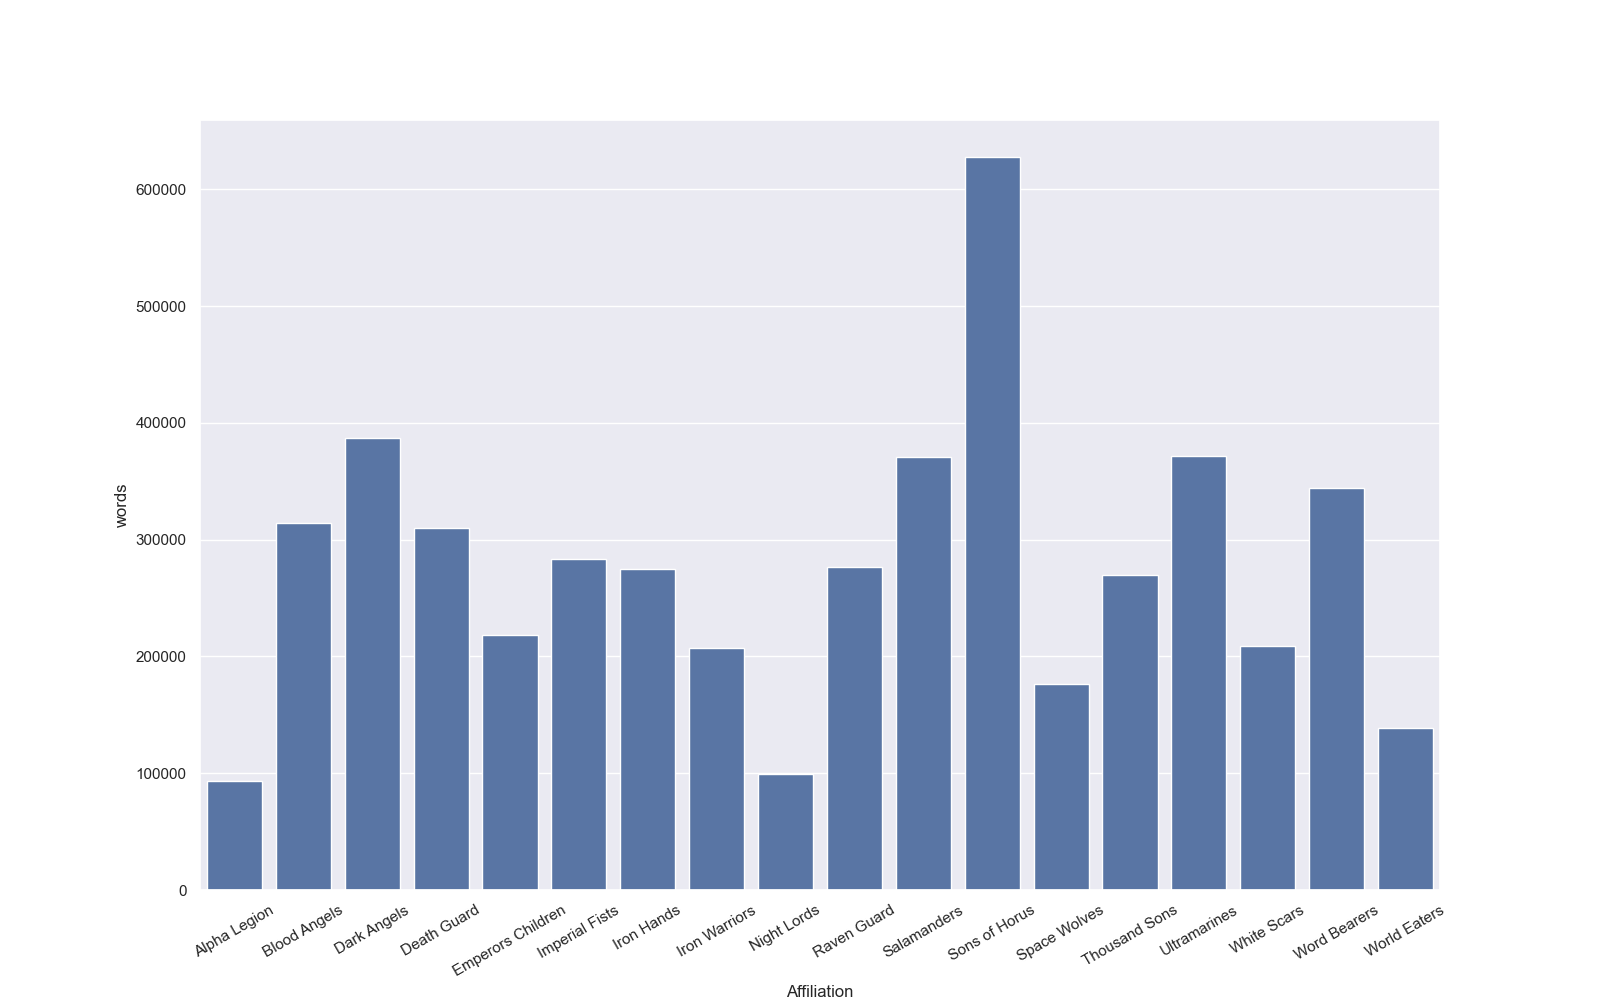 600000
500000
400000
300000
200000
100000
0
words
Alpha Legion
Blood Angels
Dark Angels
Death Guard
Emperors Children
Imperial Fists
Iron Hands
Iron Warriors
Night Lords
Raven Guard
Salamanders
Sons of Horus
Space Wolves
Thousand Sons
Ultramarines
White Scars
Word Bearers
World Eaters
Affiliation